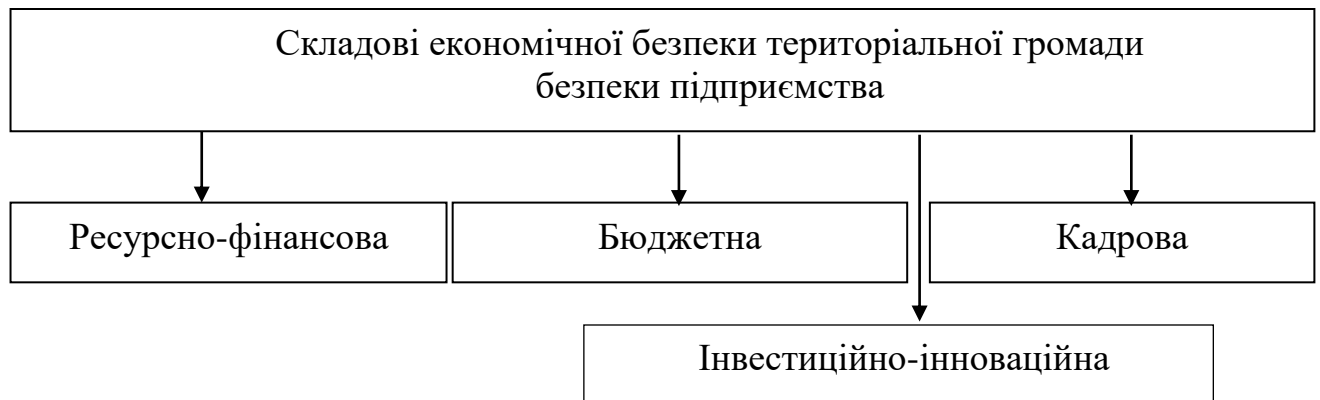 Складові економічної безпеки територіальної громади
безпеки підприємства
Ресурсно-фінансова
Бюджетна
Кадрова
Інвестиційно-інноваційна